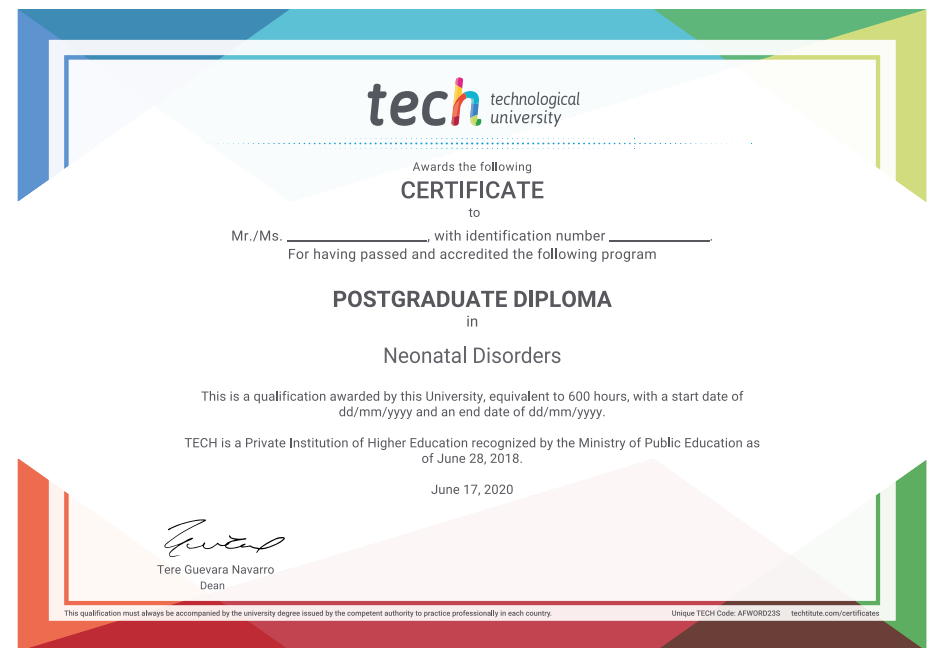 tech technological
university
Awards the following
CERTIFICATE
to
Mr./Ms. ____________, with identification number _________.
For having passed and accredited the following program
POSTGRADUATE DIPLOMA
in
Neonatal Disorders
This is a qualification awarded by this University, equivalent to 600 hours, with a start date of
dd/mm/yyyy and an end date of dd/mm/yyyy.
TECH is a Private Institution of Higher Education recognized by the Ministry of Public Education as
of June 28, 2018.
June 17, 2020
Tere Guevara Navarro
Dean
This qualification must always be accompanied by the university degree issued by the competent authority to practice professionally in each country.
Unique TECH Code: AFWORD23S techtitute.com/certificates